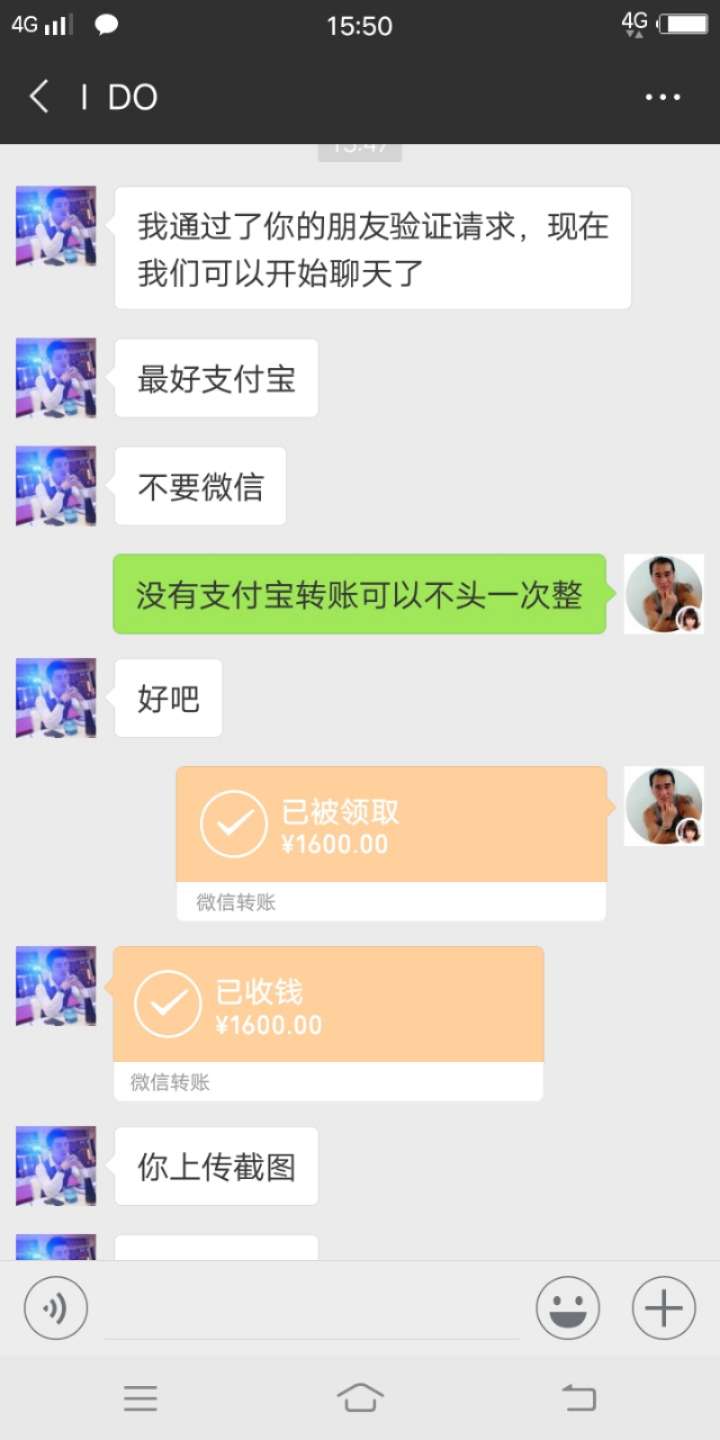 4G
15:50
4G
I DO
15:47
我通过了你的朋友验证请求，现在
我们可以开始聊天了
最好支付宝
不要微信
没有支付宝转账可以不头一次整
好吧
已被领取
¥1600.00
微信转账
已收钱
¥1600.00
微信转账
你上传截图